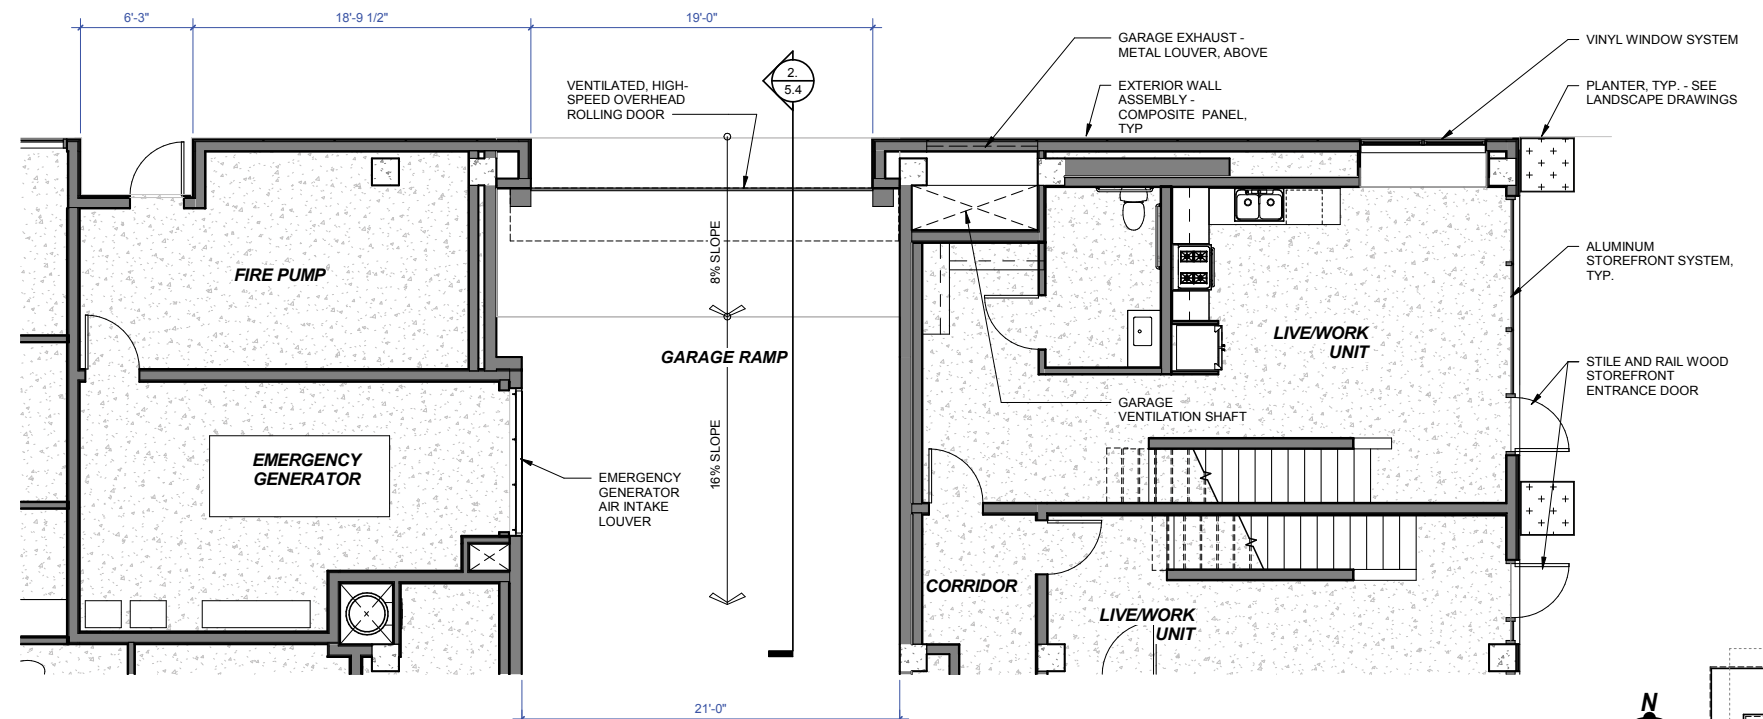 6'-3"
18'-9 1/2"
19'-0"
GARAGE EXHAUST -
METAL LOUVER, ABOVE
VINYL WINDOW SYSTEM
2.
5.4
VENTILATED, HIGH-
SPEED OVERHEAD
ROLLING DOOR
EXTERIOR WALL
ASSEMBLY -
COMPOSITE PANEL,
TYP
PLANTER, TYP. - SEE
LANDSCAPE DRAWINGS
FIRE PUMP
8% SLOPE
ALUMINUM
STOREFRONT SYSTEM,
TYP.
GARAGE RAMP
LIVE/WORK
UNIT
STILE AND RAIL WOOD
STOREFRONT
ENTRANCE DOOR
GARAGE
VENTILATION SHAFT
EMERGENCY
GENERATOR
16% SLOPE
EMERGENCY
GENERATOR
AIR INTAKE
LOUVER
CORRIDOR
LIVE/WORK
UNIT
21'-0"
N